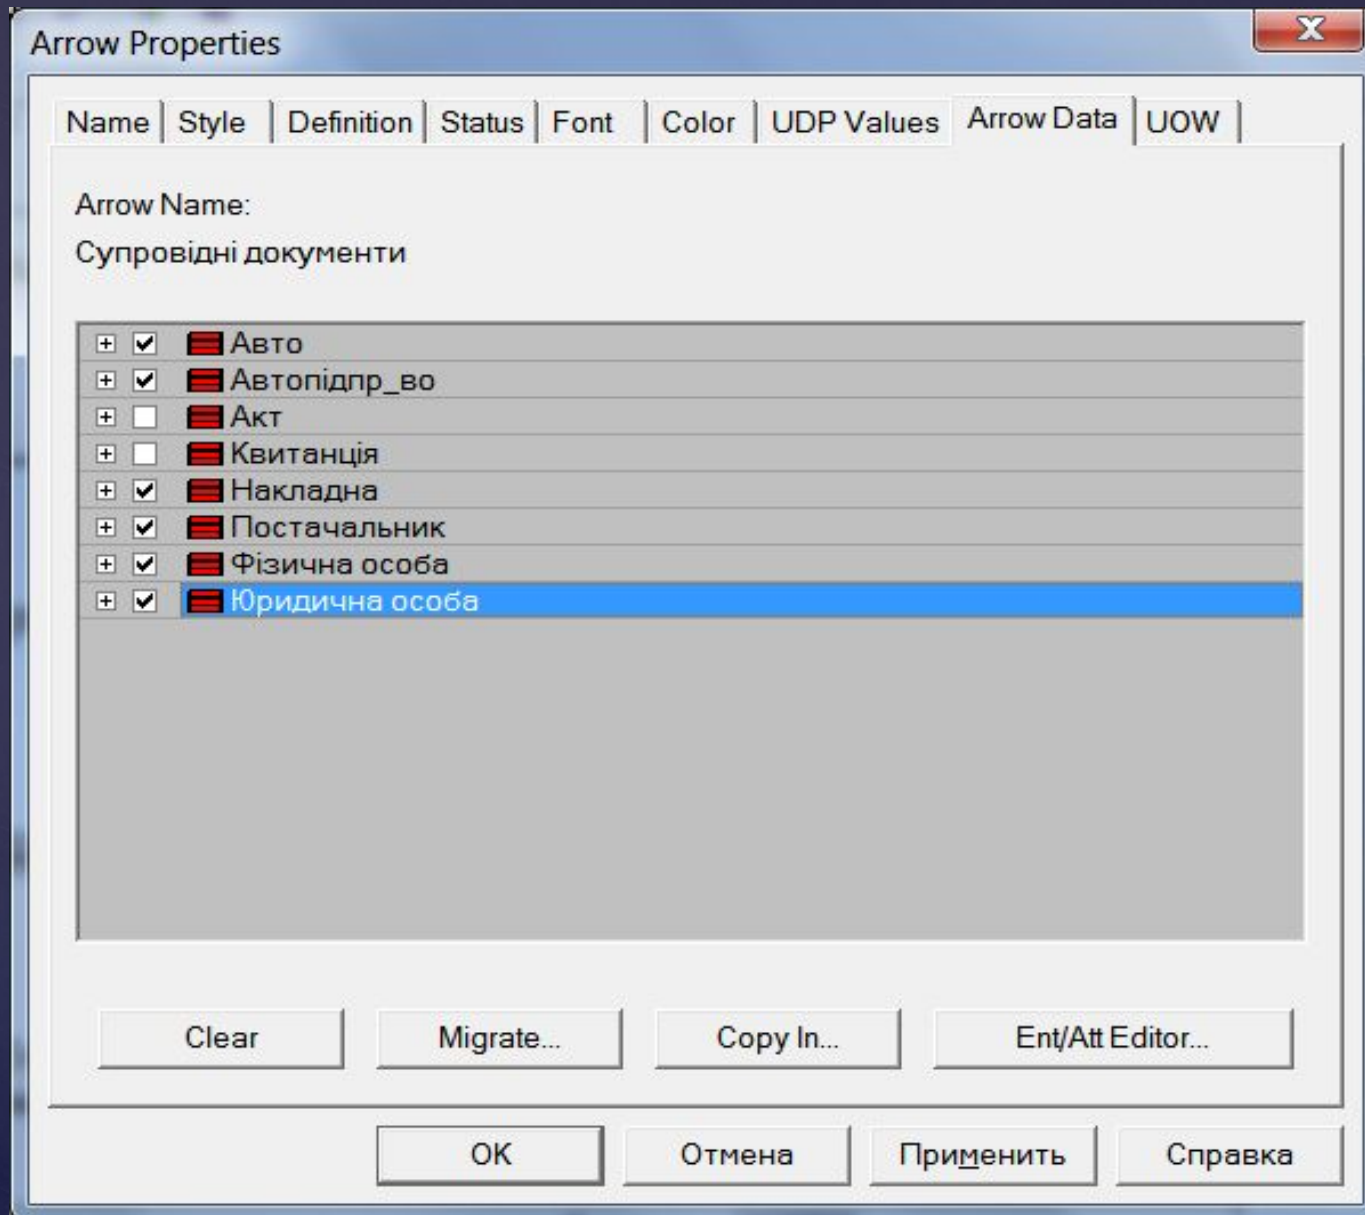 Arrow Properties
Name Style Definition Status Font Color UDP Values Arrow Data UOW
Arrow Name:
Супровідні документи
Авто
Автопідпр_во
Акт
Квитанція
Накладна
Постачальник
Фізична особа
Юридична особа
Clear Migrate... Copy In... Ent/Att Editor...
OK Отмена Применить Справка